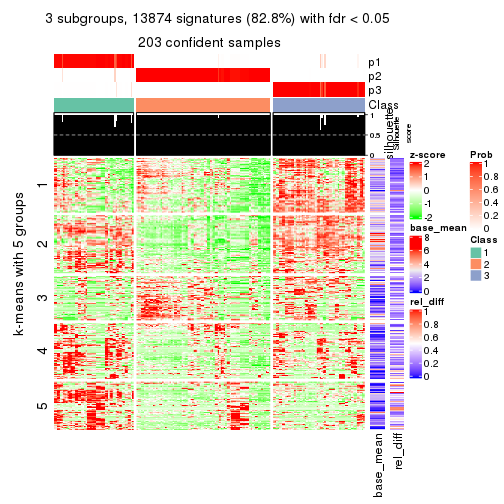 3 subgroups, 13874 signatures (82.8%) with fdr < 0.05
203 confident samples
p1
p2
p3
Class
silhouette
silhouette
score
1
0.5
0
k-means with 5 groups
1
2
3
4
5
base_mean
rel_diff
z-score
2
1
0
-1
-2
base_mean
8
6
4
2
0
rel_diff
1
0.8
0.6
0.4
0.2
0
Prob
1
0.8
0.6
0.4
0.2
0
Class
1
2
3